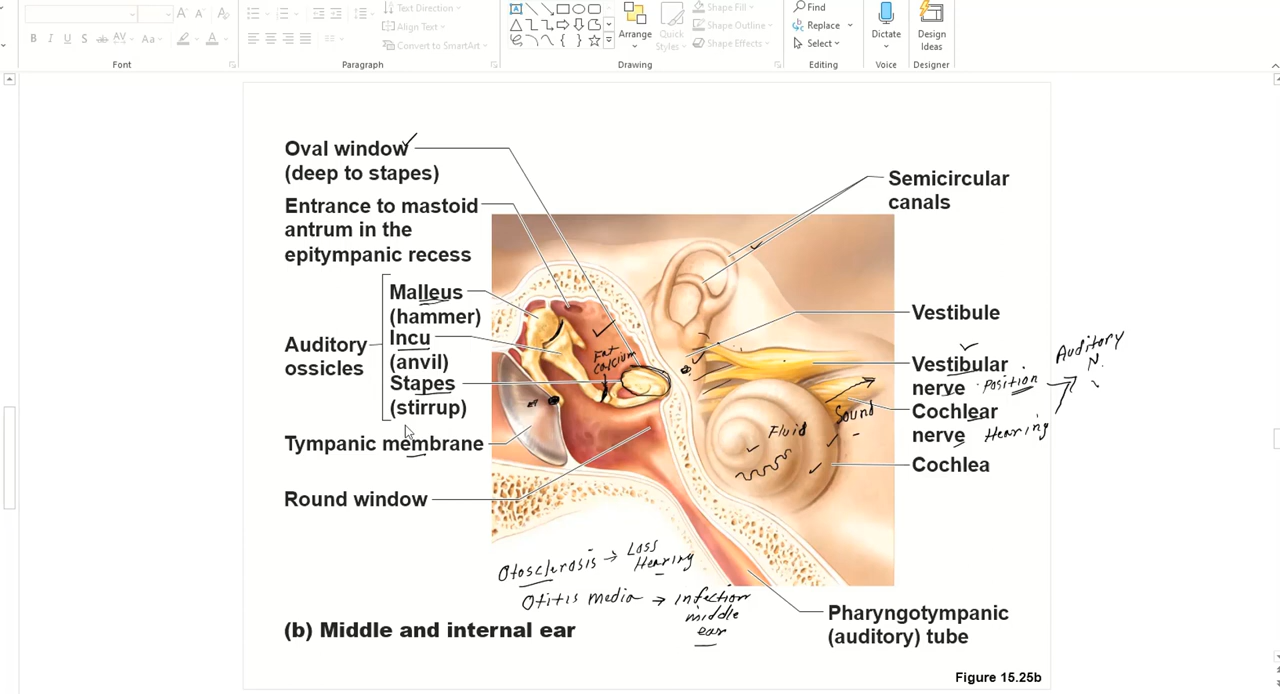 Text Direction
Align Text
Convert to SmartArt
Font
Paragraph
Arrange
Quick
Styles
Shape Fill
Shape Outline
Shape Effects
Drawing
Find
Replace
Select
Editing
Dictate
Voice
Design
Ideas
Designer
Oval window
(deep to stapes)
Entrance to mastoid
antrum in the
epitympanic recess
Malleus
(hammer)
Incu
(anvil)
Stapes
(stirrup)
Auditory
ossicles
Tympanic membrane
Round window
Semicircular
canals
Vestibule
Vestibular
nerve Position
Cochlear
nerve Hearing
Auditory
N.
Cochlea
Fat
calcium
Fluid
Sound
Otosclerosis → Loss
Hearing
Otitis media → infection
middle
ear
Pharyngotympanic
(auditory) tube
(b) Middle and internal ear
Figure 15.25b